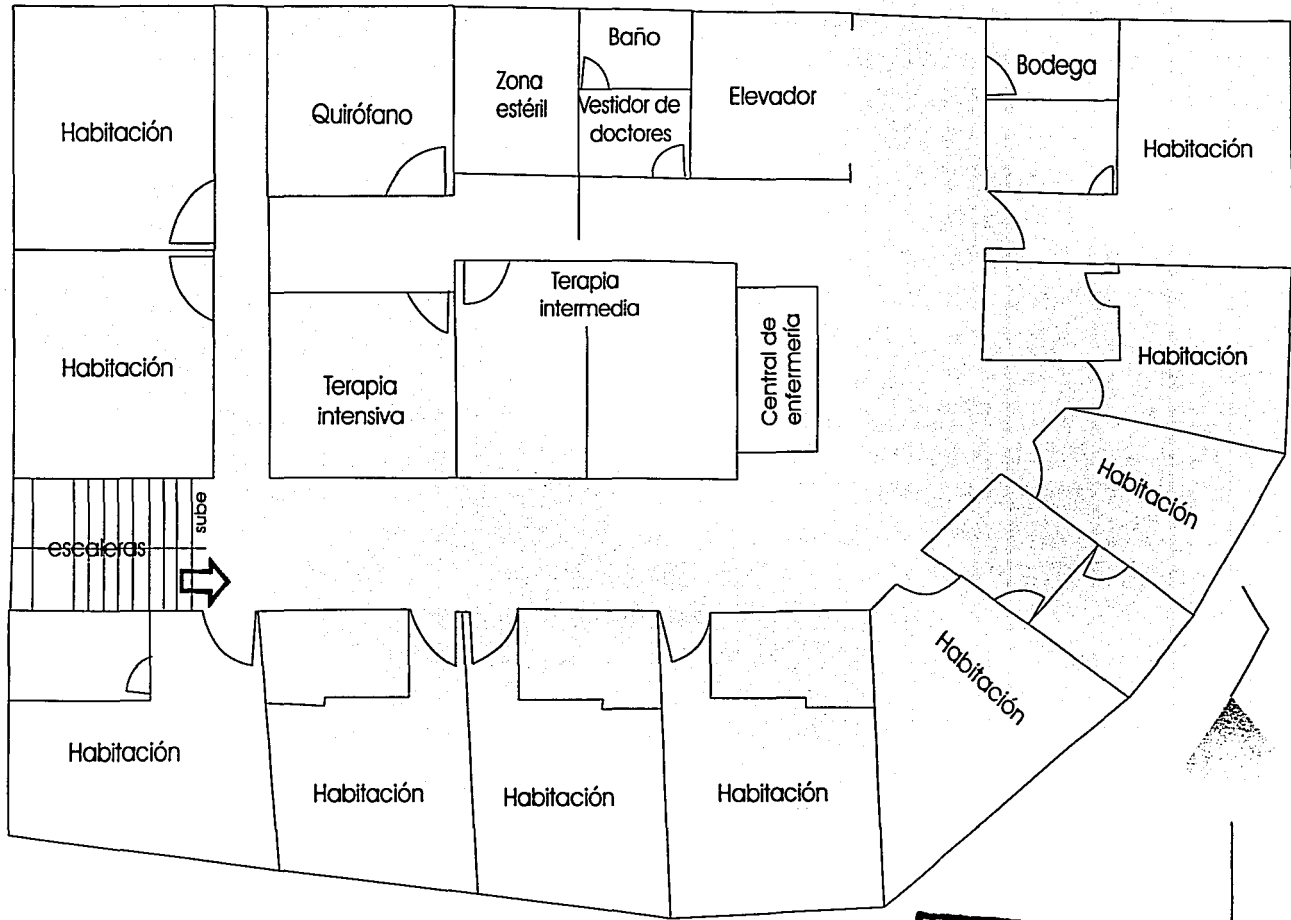 Habitación
Quirófano
Zona
estéril
Baño
Vestidor de
doctores
Elevador
Bodega
Habitación
Habitación
Terapia
intensiva
Terapia
intermedia
Central de
enfermería
Habitación
Habitación
escaleras
sube
Habitación
Habitación
Habitación
Habitación
Habitación